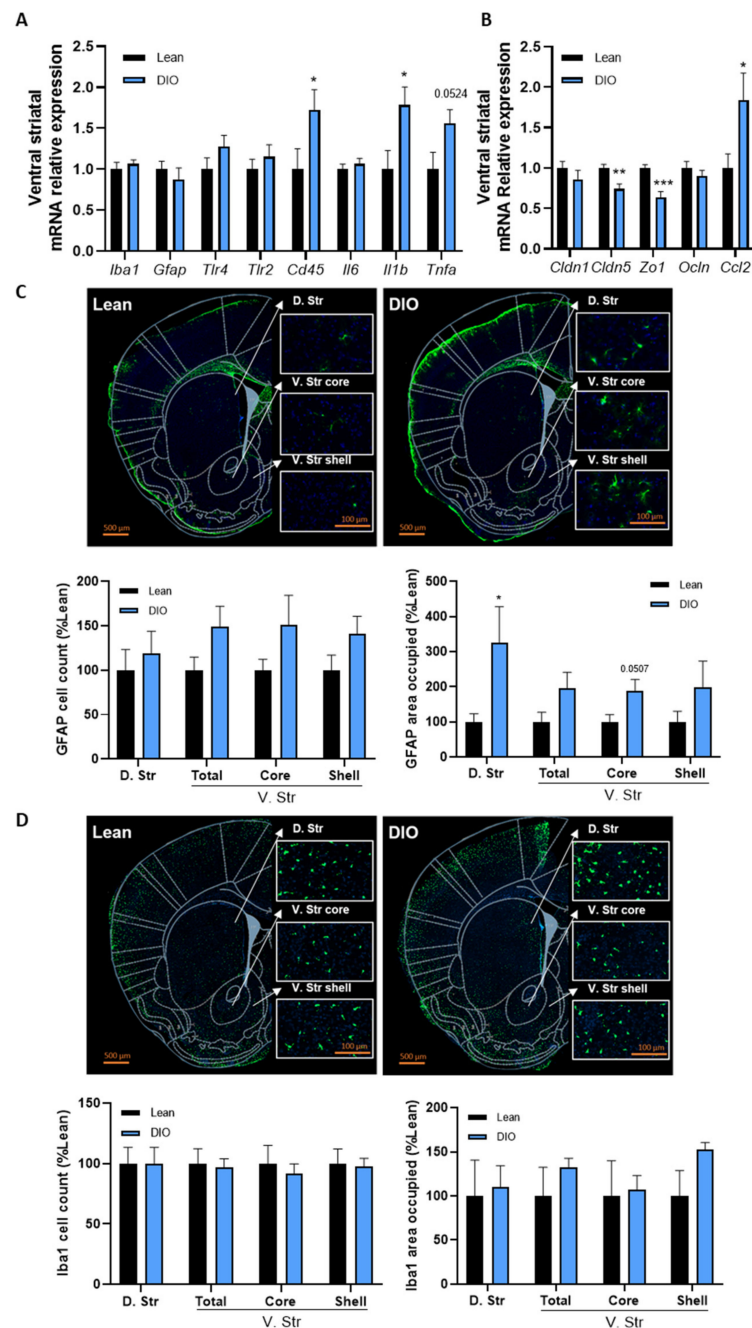 A
Lean
DIO
Ventral striatal
mRNA relative expression
2.5
2.0
1.5
1.0
0.5
0.0
*
*
0.0524
Iba1 Gfap Tlr4 Tlr2 Cd45 Il6 Il1b Tnfa
B
Lean
DIO
Ventral striatal
mRNA Relative expression
2.5
2.0
1.5
1.0
0.5
0.0
**
***
*
Cldn1 Cldn5 Zo1 Ocln Ccl2
C
Lean
D. Str
V. Str core
V. Str shell
500 μm
100 μm
DIO
D. Str
V. Str core
V. Str shell
500 μm
100 μm
GFAP cell count (%Lean)
200
150
100
50
0
Lean
DIO
D. Str Total Core Shell
V. Str
GFAP area occupied (%Lean)
500
400
300
200
100
0
Lean
DIO
*
0.0507
D. Str Total Core Shell
V. Str
D
Lean
D. Str
V. Str core
V. Str shell
500 μm
100 μm
DIO
D. Str
V. Str core
V. Str shell
500 μm
100 μm
Iba1 cell count (%Lean)
150
100
50
0
Lean
DIO
D. Str Total Core Shell
V. Str
Iba1 area occupied (%Lean)
200
150
100
50
0
Lean
DIO
D. Str Total Core Shell
V. Str